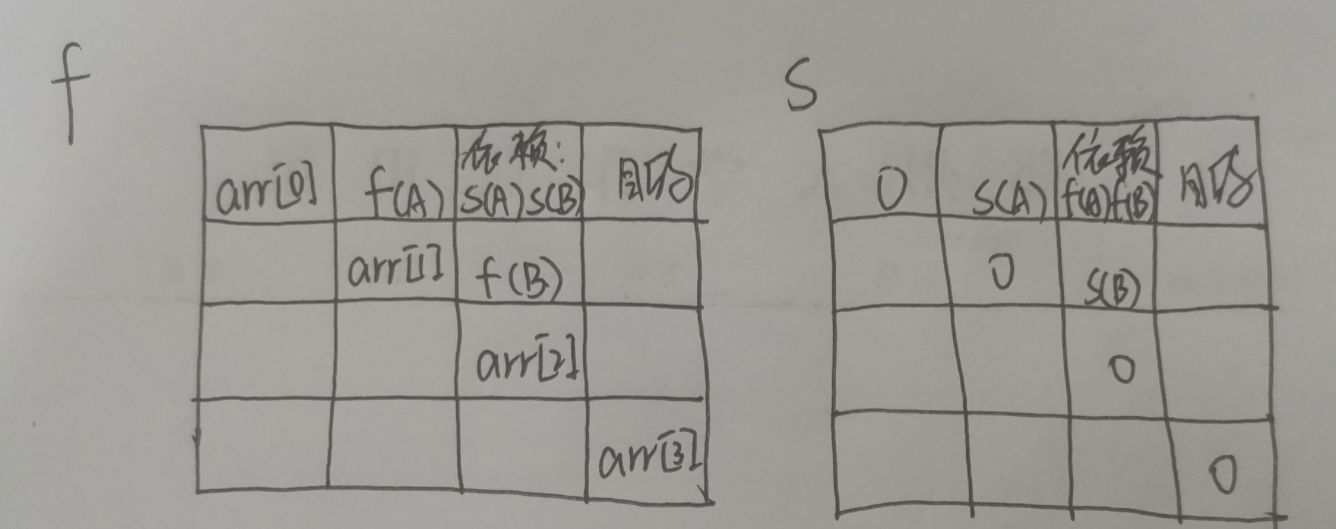 f
S
arr[0]
f(A)
依赖:
S(A)S(B)
目标
arr[1]
f(B)
arr[2]
arr[3]
0
S(A)
依赖
f(A)f(B)
目标
0
S(B)
0
0